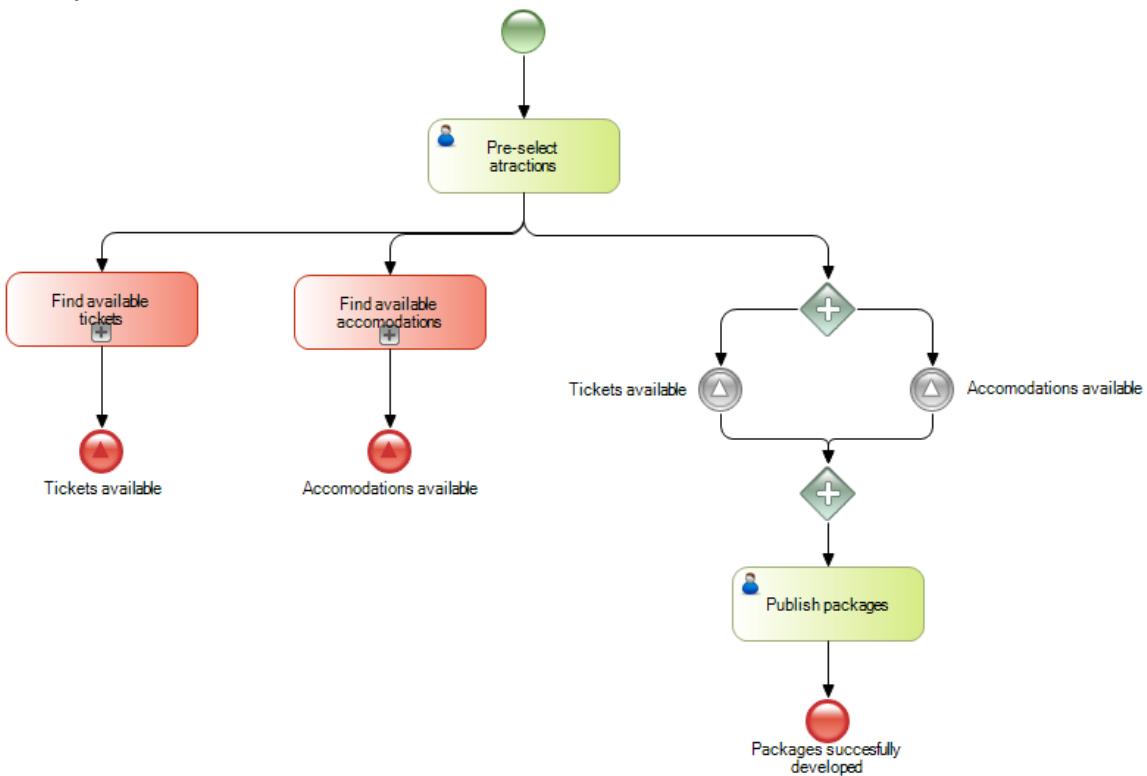 Pre-select
atractions
Find available
tickets
Find available
accomodations
Tickets available
Accomodations available
Tickets available
Accomodations available
Publish packages
Packages succesfully
developed